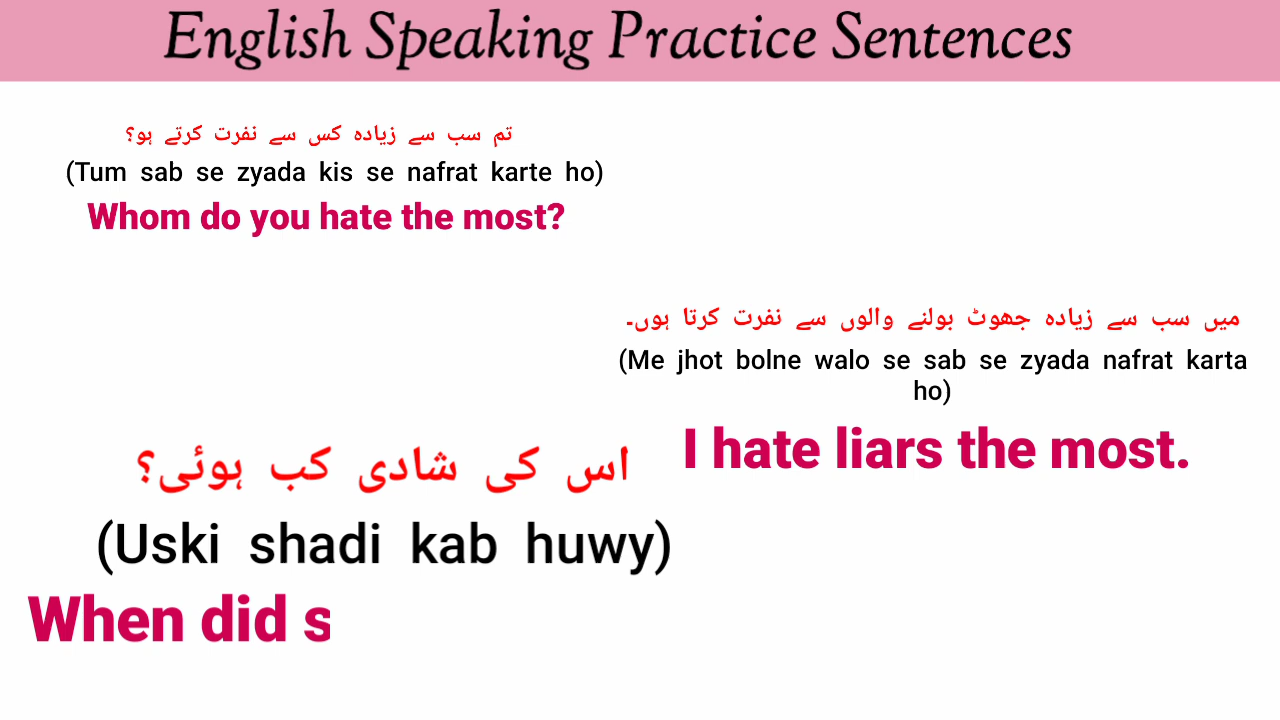 English Speaking Practice Sentences
تم سب سے زیادہ کس سے نفرت کرتے ہو؟
(Tum sab se zyada kis se nafrat karte ho)
Whom do you hate the most?
میں سب سے زیادہ جھوٹ بولنے والوں سے نفرت کرتا ہوں۔
(Me jhot bolne walo se sab se zyada nafrat karta
ho)
I hate liars the most.
اس کی شادی کب ہوئی؟
(Uski shadi kab huwy)
When did s